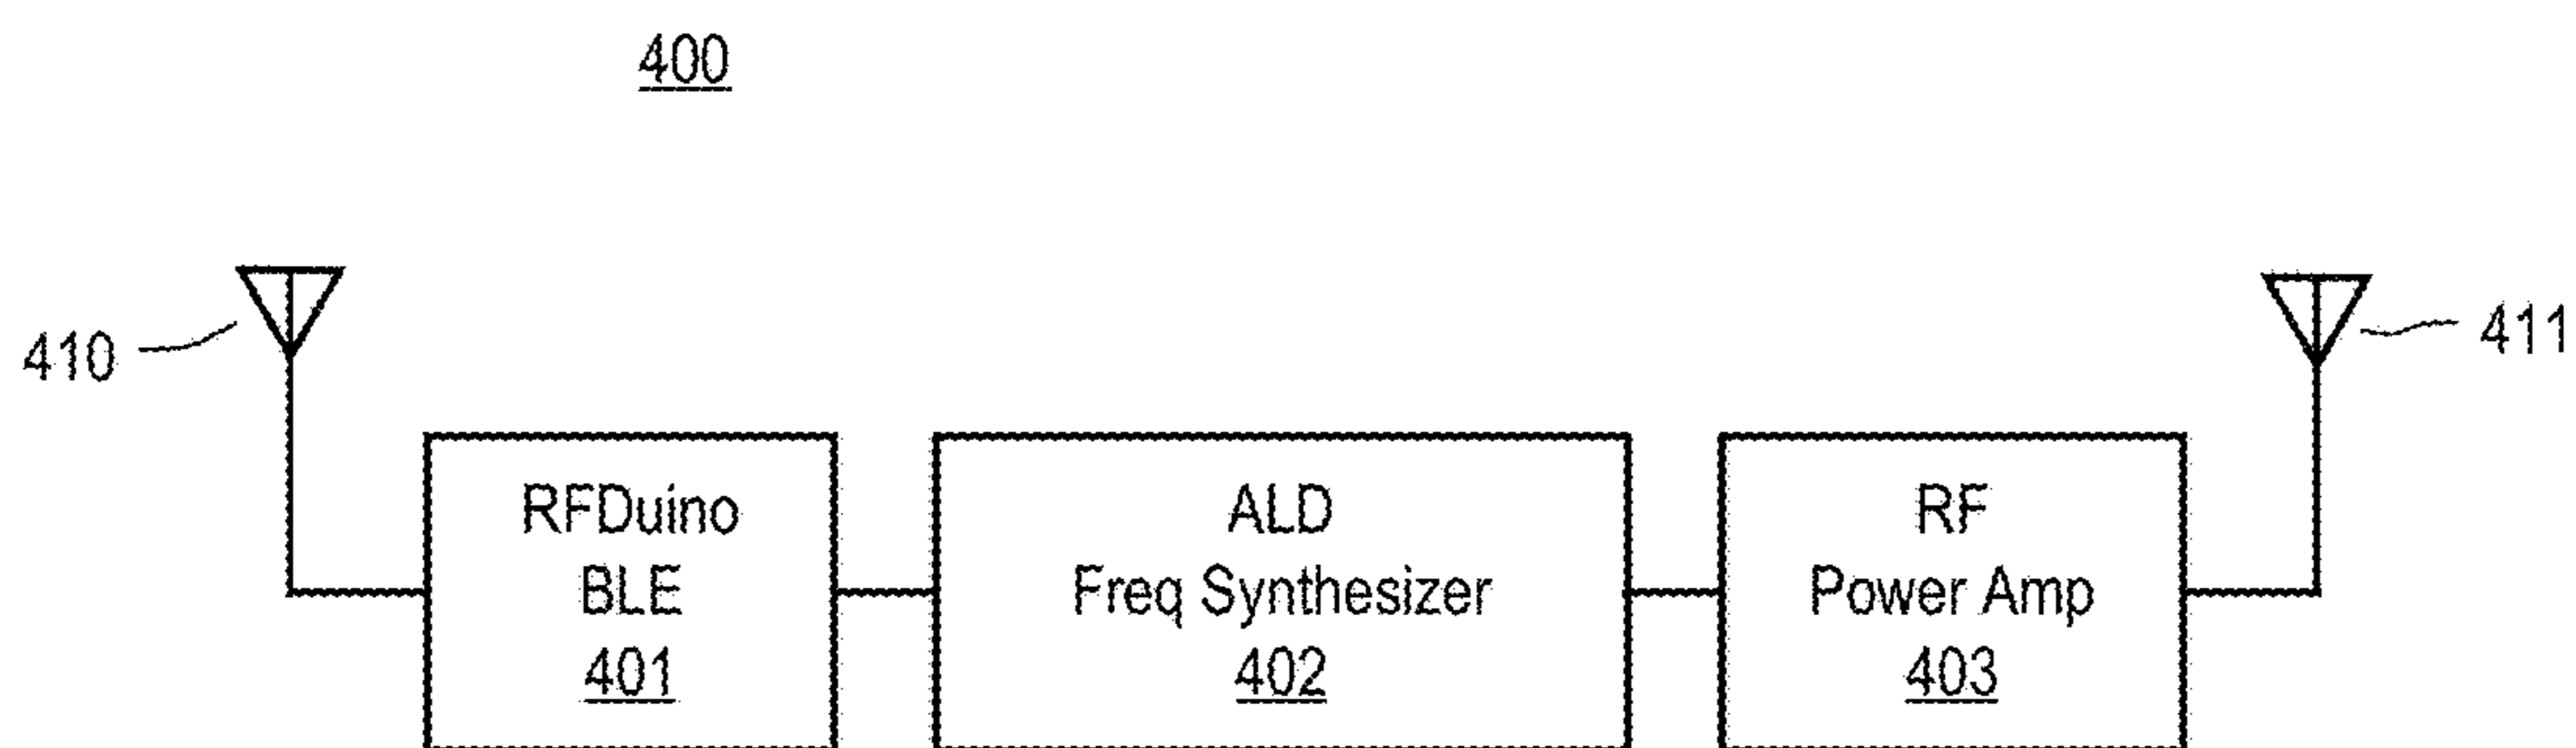 400
410
411
RFDuino
BLE
401
ALD
Freq Synthesizer
402
RF
Power Amp
403